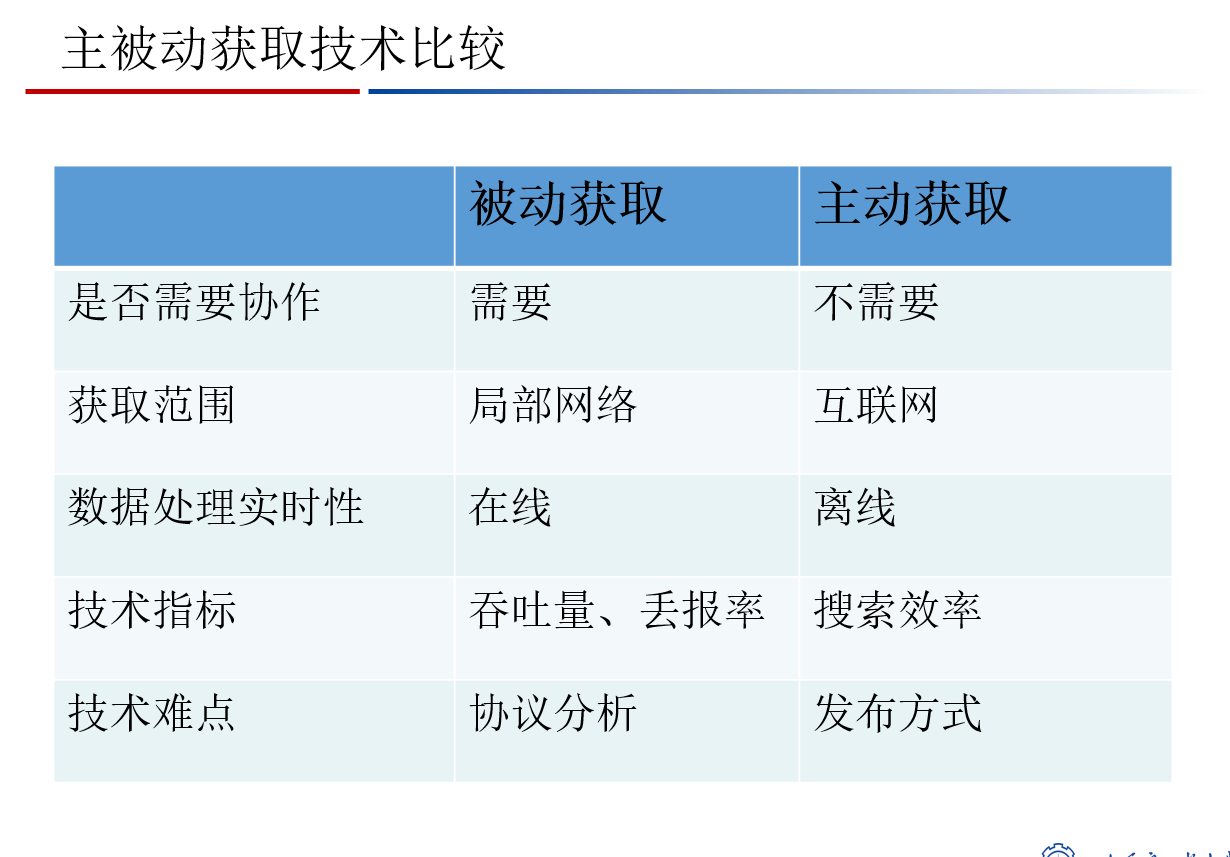 主被动获取技术比较
被动获取 主动获取
是否需要协作 需要 不需要
获取范围 局部网络 互联网
数据处理实时性 在线 离线
技术指标 吞吐量、丢报率 搜索效率
技术难点 协议分析 发布方式